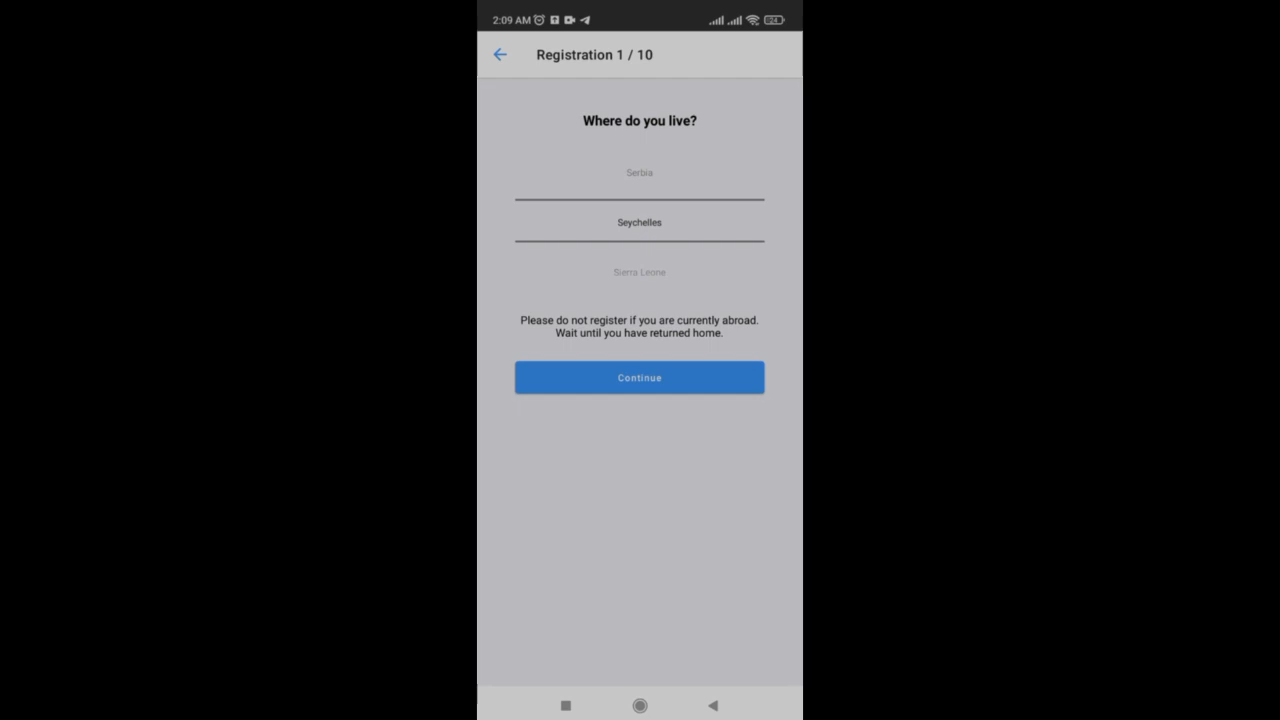 2:09 AM
24
Registration 1 / 10
Where do you live?
Serbia
Seychelles
Sierra Leone
Please do not register if you are currently abroad.
Wait until you have returned home.
Continue